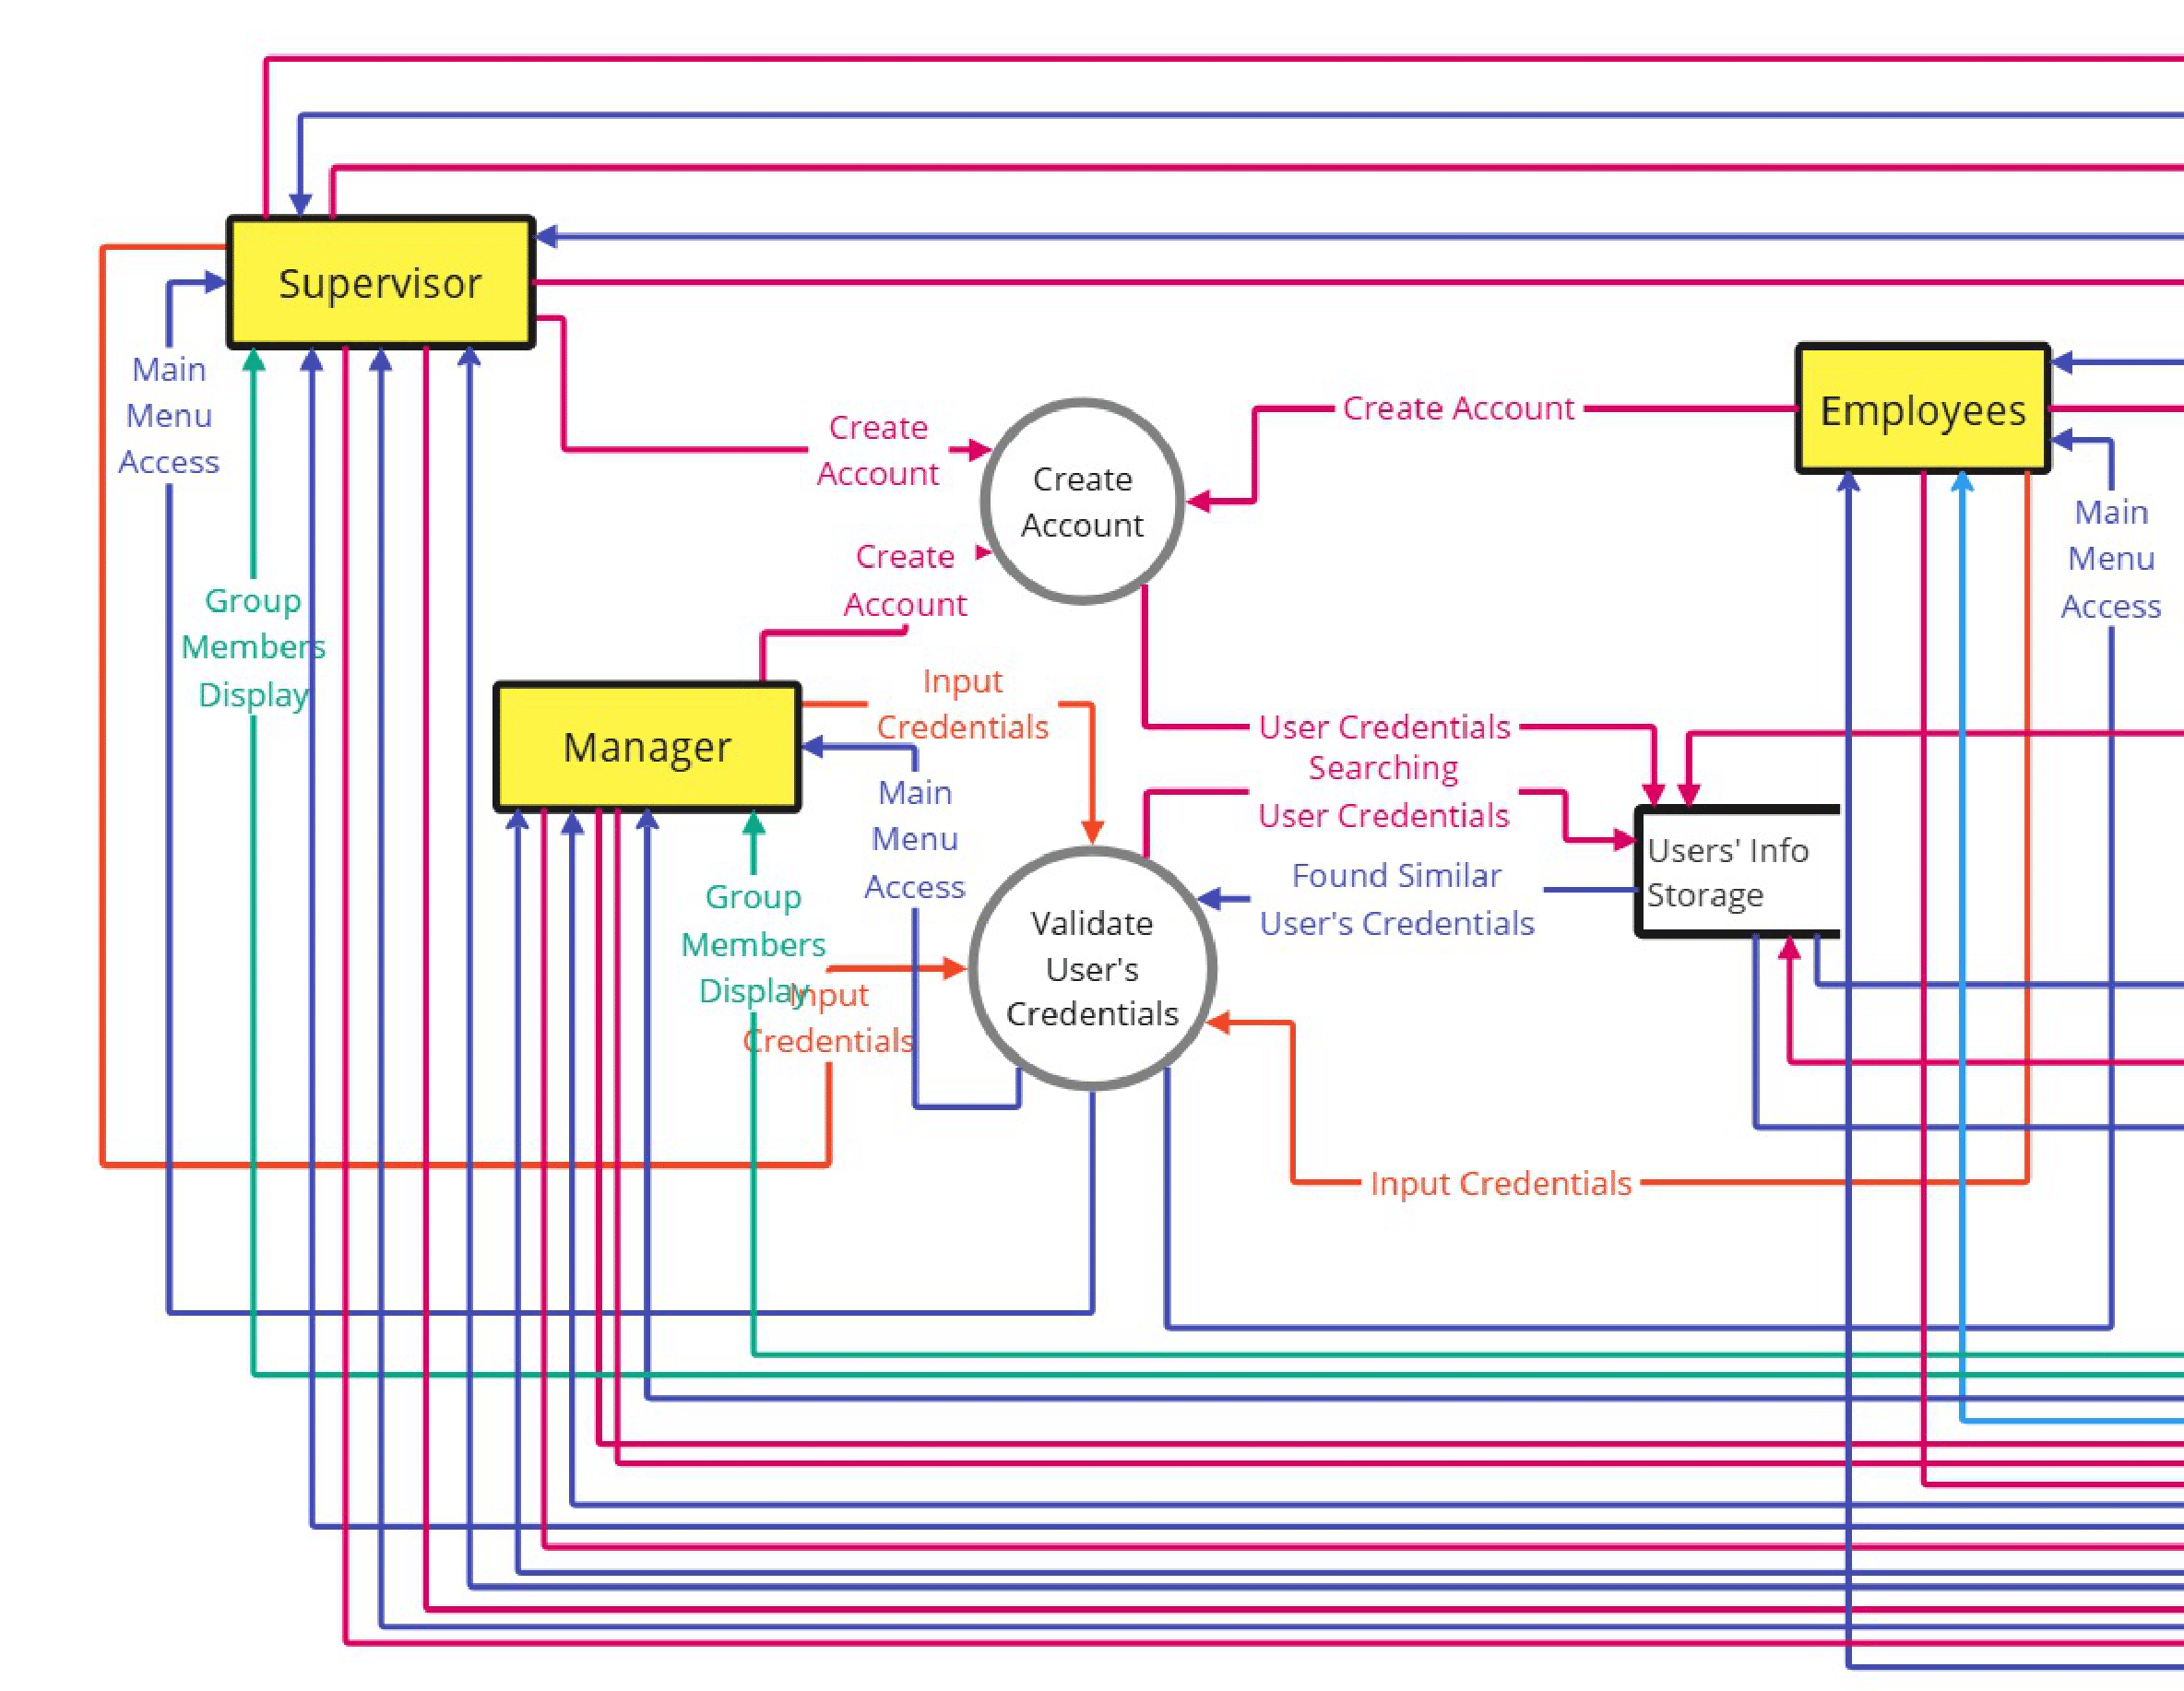 Supervisor
Main
Menu
Access
Group
Members
Display
Create
Account
Create
Account
Create Account
Employees
Main
Menu
Access
Create
Account
Manager
Input
Credentials
Main
Menu
Access
Group
Members
Display
Input
Credentials
User Credentials
Searching
User Credentials
Found Similar
User's Credentials
Users' Info
Storage
Validate
User's
Credentials
Input Credentials